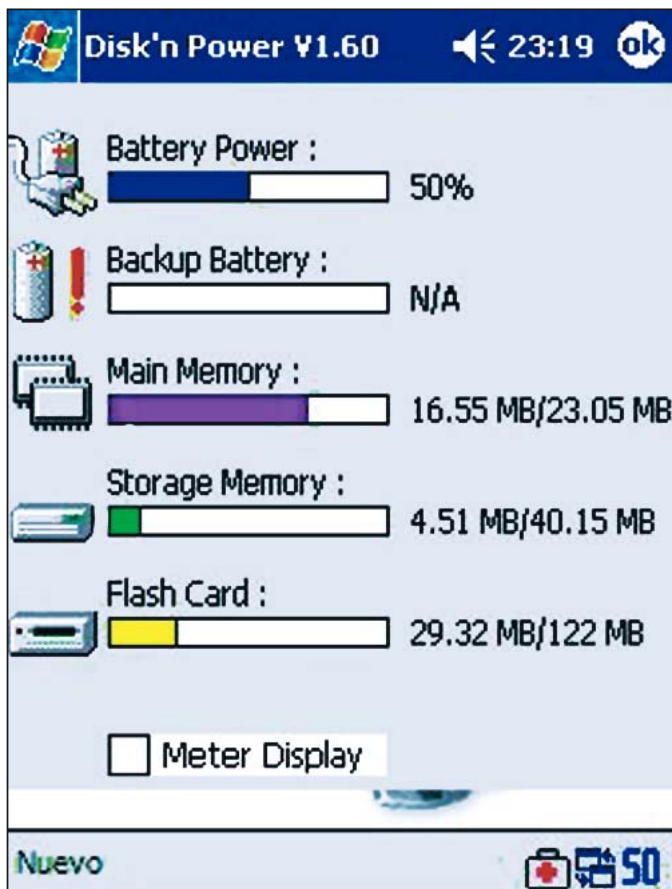 Disk'n Power V1.60 23:19 ok
Battery Power :
50%
Backup Battery :
N/A
Main Memory :
16.55 MB/23.05 MB
Storage Memory :
4.51 MB/40.15 MB
Flash Card :
29.32 MB/122 MB
Meter Display
Nuevo 50